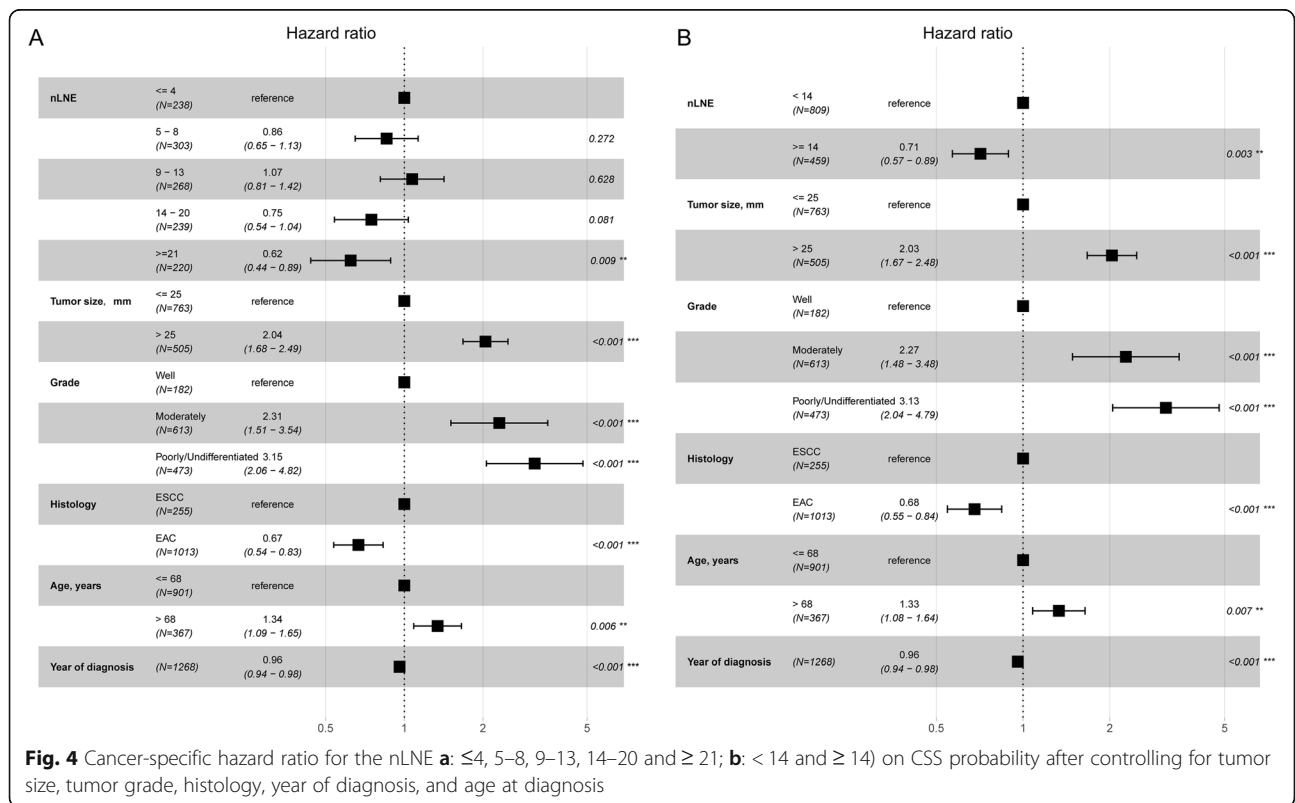 A
Hazard ratio
nLNE
<= 4
(N=238)
reference
5 − 8
(N=303)
0.86
(0.65 − 1.13)
0.272
9 − 13
(N=268)
1.07
(0.81 − 1.42)
0.628
14 − 20
(N=239)
0.75
(0.54 − 1.04)
0.081
>=21
(N=220)
0.62
(0.44 − 0.89)
0.009 **
Tumor size, mm
<= 25
(N=763)
reference
> 25
(N=505)
2.04
(1.68 − 2.49)
<0.001 ***
Grade
Well
(N=182)
reference
Moderately
(N=613)
2.31
(1.51 − 3.54)
<0.001 ***
Poorly/Undifferentiated 3.15
(N=473)
(2.06 − 4.82)
<0.001 ***
Histology
ESCC
(N=255)
reference
EAC
(N=1013)
0.67
(0.54 − 0.83)
<0.001 ***
Age, years
<= 68
(N=901)
reference
> 68
(N=367)
1.34
(1.09 − 1.65)
0.006 **
Year of diagnosis
(N=1268)
0.96
(0.94 − 0.98)
<0.001 ***
0.5 1 2 5
B
Hazard ratio
nLNE
< 14
(N=809)
reference
>= 14
(N=459)
0.71
(0.57 − 0.89)
0.003 **
Tumor size, mm
<= 25
(N=763)
reference
> 25
(N=505)
2.03
(1.67 − 2.48)
<0.001 ***
Grade
Well
(N=182)
reference
Moderately
(N=613)
2.27
(1.48 − 3.48)
<0.001 ***
Poorly/Undifferentiated 3.13
(N=473)
(2.04 − 4.79)
<0.001 ***
Histology
ESCC
(N=255)
reference
EAC
(N=1013)
0.68
(0.55 − 0.84)
<0.001 ***
Age, years
<= 68
(N=901)
reference
> 68
(N=367)
1.33
(1.08 − 1.64)
0.007 **
Year of diagnosis
(N=1268)
0.96
(0.94 − 0.98)
<0.001 ***
0.5 1 2 5
Fig. 4 Cancer-specific hazard ratio for the nLNE a: ≤4, 5–8, 9–13, 14–20 and ≥ 21; b: < 14 and ≥ 14) on CSS probability after controlling for tumor
size, tumor grade, histology, year of diagnosis, and age at diagnosis